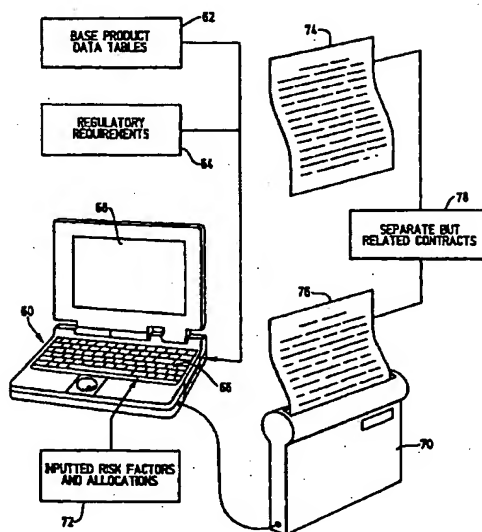 62
BASE PRODUCT
DATA TABLES
74
REGULATORY
REQUIREMENTS
64
68
78
SEPARATE BUT
RELATED CONTRACTS
60
76
66
70
INPUTTED RISK FACTORS
AND ALLOCATIONS
72